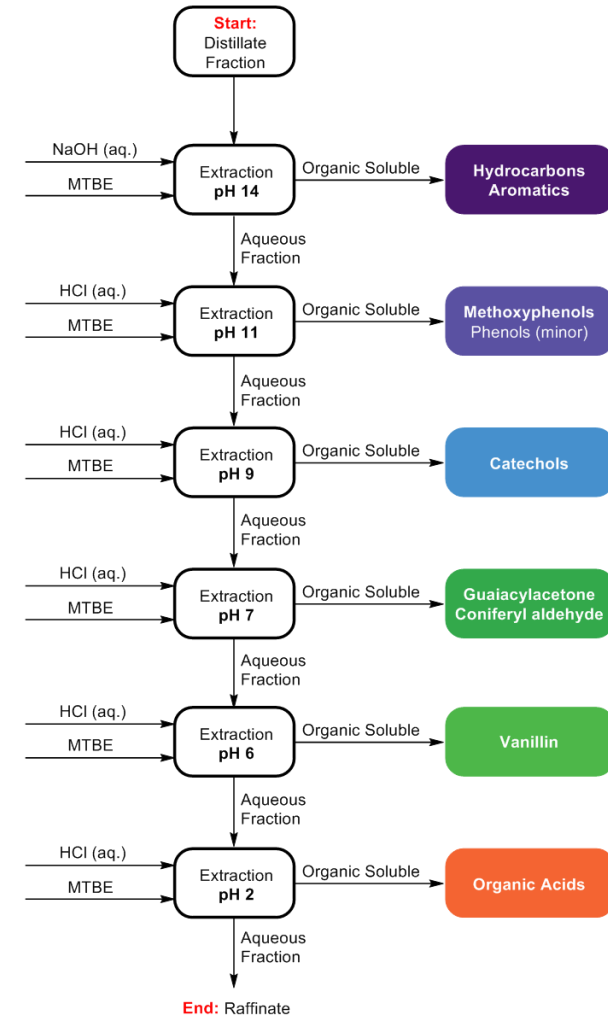 Start:
Distillate
Fraction
NaOH (aq.)
MTBE
Extraction
pH 14
Organic Soluble
Hydrocarbons
Aromatics
Aqueous
Fraction
HCl (aq.)
MTBE
Extraction
pH 11
Organic Soluble
Methoxyphenols
Phenols (minor)
Aqueous
Fraction
HCl (aq.)
MTBE
Extraction
pH 9
Organic Soluble
Catechols
Aqueous
Fraction
HCl (aq.)
MTBE
Extraction
pH 7
Organic Soluble
Guaiacylacetone
Coniferyl aldehyde
Aqueous
Fraction
HCl (aq.)
MTBE
Extraction
pH 6
Organic Soluble
Vanillin
Aqueous
Fraction
HCl (aq.)
MTBE
Extraction
pH 2
Organic Soluble
Organic Acids
Aqueous
Fraction
End: Raffinate